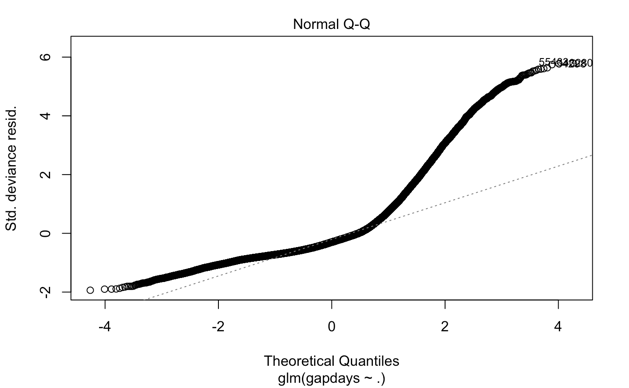 Normal Q-Q
Std. deviance resid.
6
4
2
0
-2
-4
-2
0
2
4
Theoretical Quantiles
glm(gapdays ~ .)